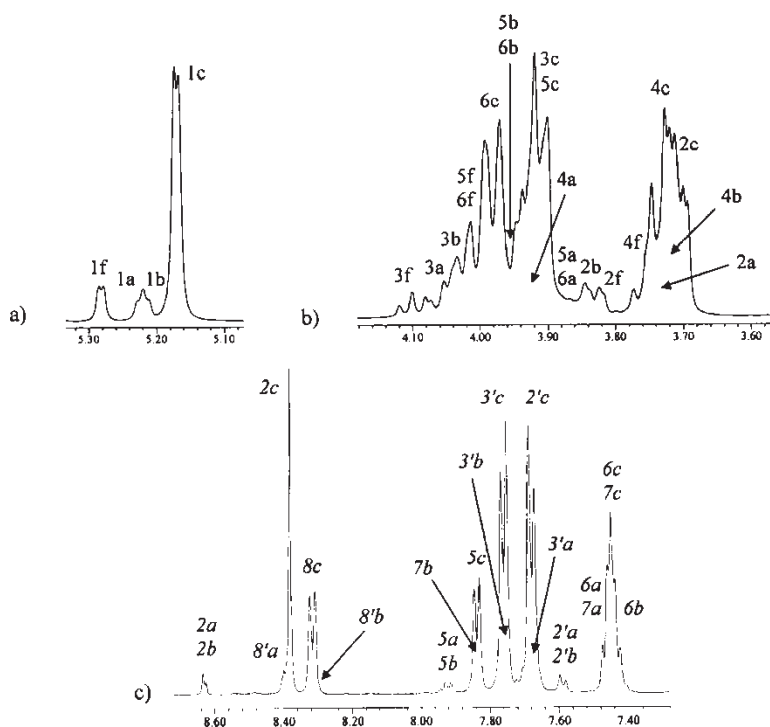 1c
1f
1a
1b
a)
5.30
5.20
5.10
5b
6b
3c
5c
6c
4a
5f
6f
3b
3a
3f
5a
6a
2b
2f
4f
4c
2c
4b
2a
b)
4.10
4.00
3.90
3.80
3.70
3.60
2c
3'c
2'c
3'b
6c
7c
8c
7b
5c
3'a
8'b
6a
7a
6b
2a
2b
8'a
5a
5b
2'a
2'b
c)
8.60
8.40
8.20
8.00
7.80
7.60
7.40